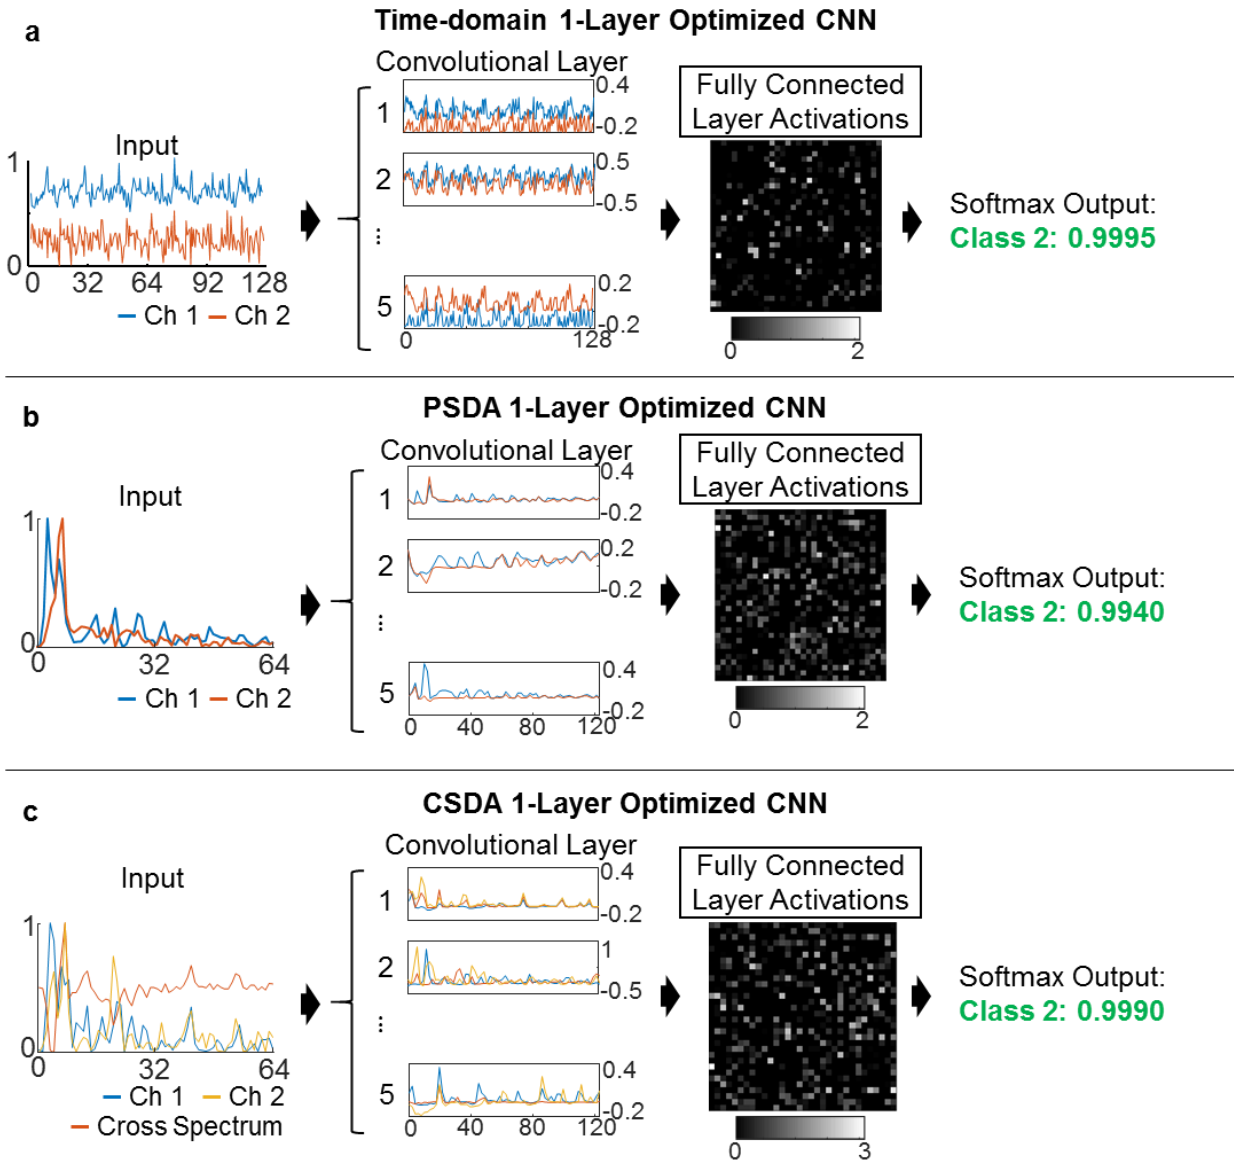 a
Time-domain 1-Layer Optimized CNN
Convolutional Layer
Fully Connected
Layer Activations
Input
1
0
0 32 64 92 128
Ch 1 Ch 2
1
0.4
-0.2
2
0.5
-0.5
...
5
0.2
-0.2
0 128
0 2
Softmax Output:
Class 2: 0.9995
b
PSDA 1-Layer Optimized CNN
Convolutional Layer
Fully Connected
Layer Activations
Input
1
0
0 32 64
Ch 1 Ch 2
1
0.4
-0.2
2
0.2
-0.2
...
5
0.4
-0.2
0 40 80 120
0 2
Softmax Output:
Class 2: 0.9940
c
CSDA 1-Layer Optimized CNN
Convolutional Layer
Fully Connected
Layer Activations
Input
1
0
0 32 64
Ch 1 Ch 2
Cross Spectrum
1
0.4
-0.2
2
1
-0.5
...
5
0.4
-0.2
0 40 80 120
0 3
Softmax Output:
Class 2: 0.9990